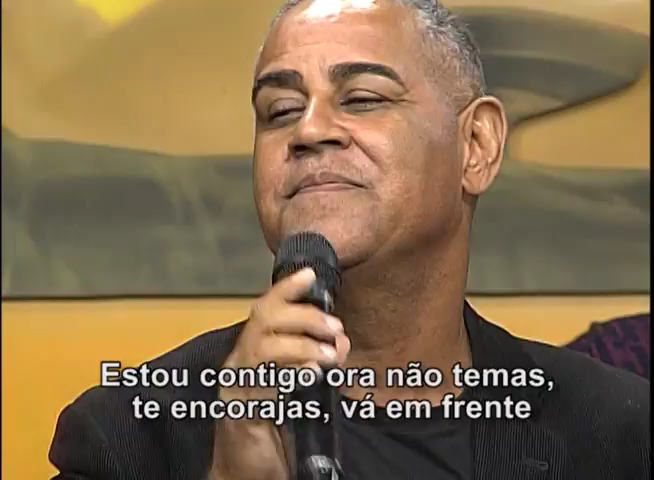 Estou contigo ora não temas,
te encorajas, vá em frente